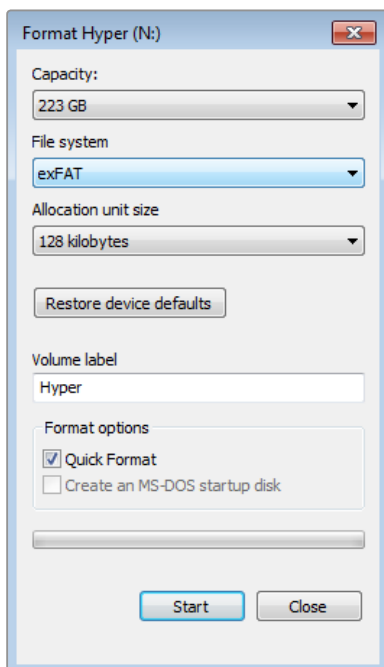 Format Hyper (N:)
Capacity:
223 GB
File system
exFAT
Allocation unit size
128 kilobytes
Restore device defaults
Volume label
Hyper
Format options
Quick Format
Create an MS-DOS startup disk
Start Close